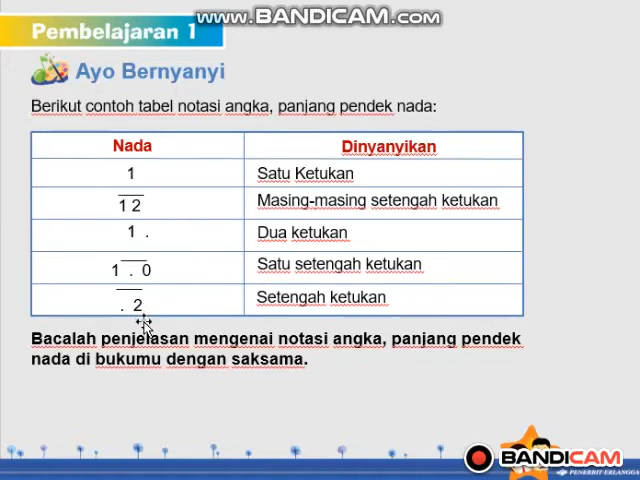 www.BANDICAM.com
Pembelajaran 1
Ayo Bernyanyi
Berikut contoh tabel notasi angka, panjang pendek nada:
Nada Dinyanyikan
1 Satu Ketukan
1 2 Masing-masing setengah ketukan
1 . Dua ketukan
1 . 0 Satu setengah ketukan
. 2 Setengah ketukan
Bacalah penjelasan mengenai notasi angka, panjang pendek
nada di bukumu dengan saksama.
BANDICAM
PENERBIT ERLANGGA